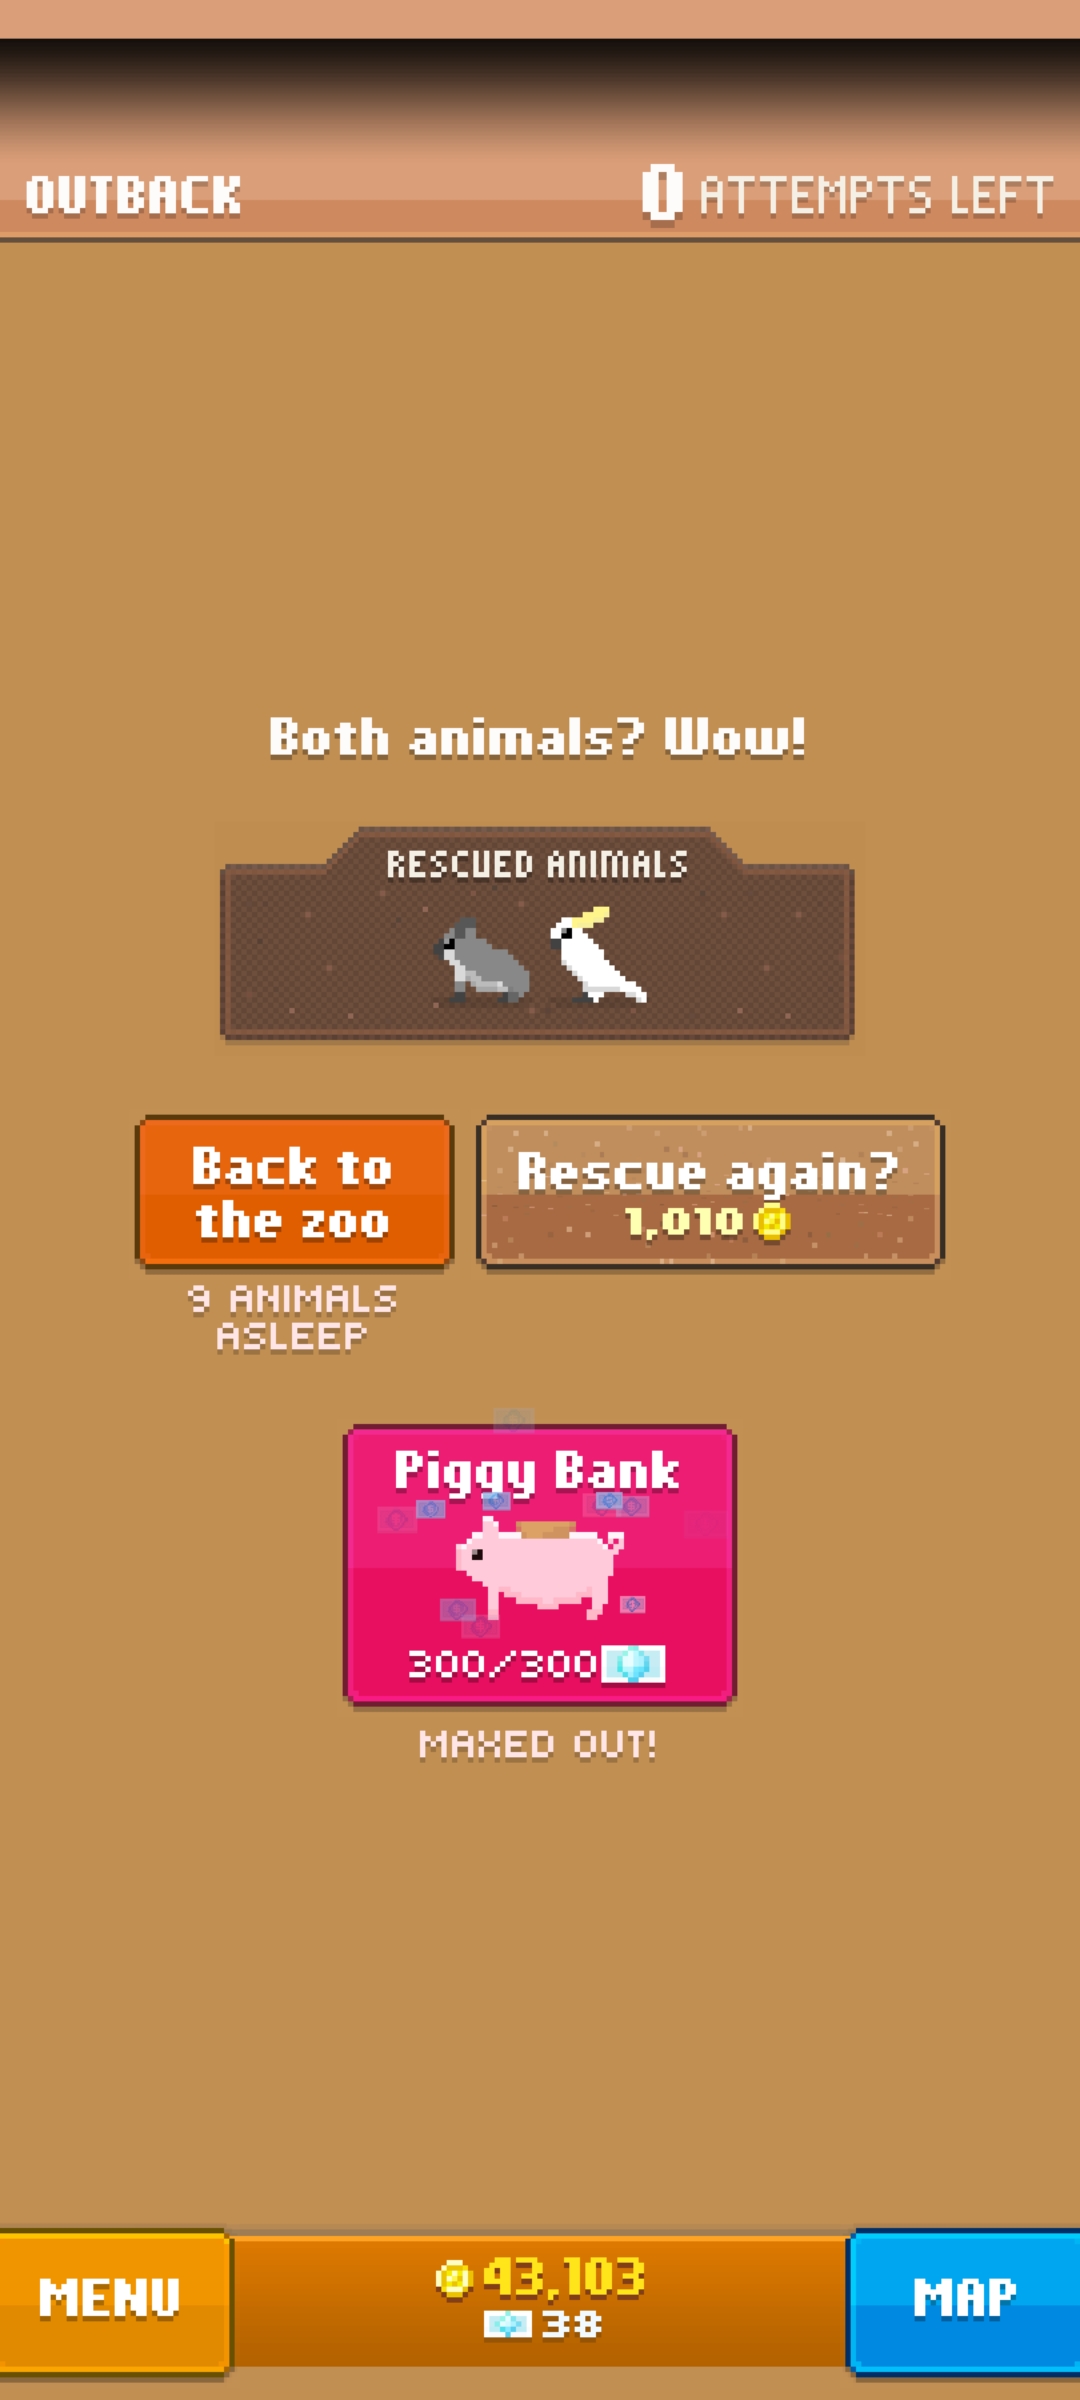 OUTBACK
0 ATTEMPTS LEFT
Both animals? Wow!
RESCUED ANIMALS
Back to
the zoo
Rescue again?
1,010
9 ANIMALS
ASLEEP
Piggy Bank
300/300
MAXED OUT!
MENU
43,103
38
MAP